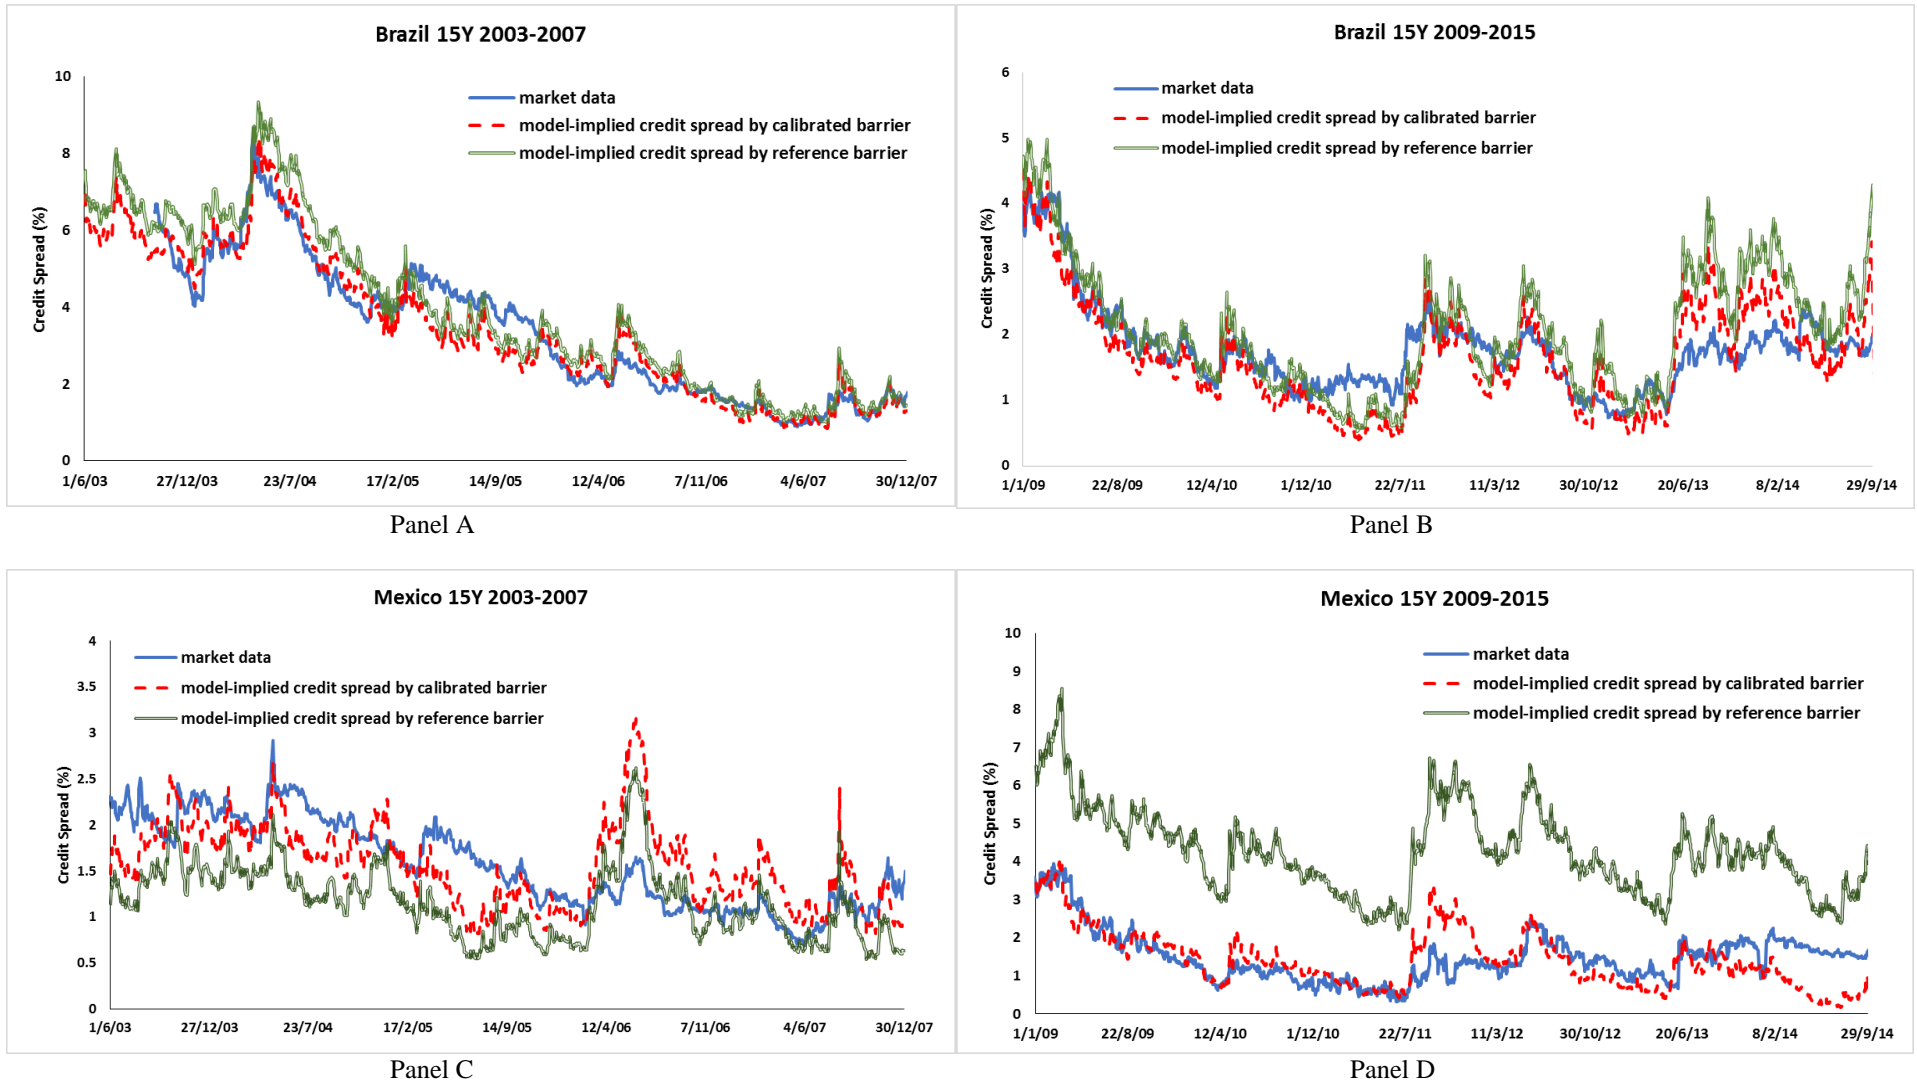 Brazil 15Y 2003-2007
10
8
6
4
2
0
Credit Spread (%)
market data
model-implied credit spread by calibrated barrier
model-implied credit spread by reference barrier
1/6/03 27/12/03 23/7/04 17/2/05 14/9/05 12/4/06 7/11/06 4/6/07 30/12/07
Panel A
Brazil 15Y 2009-2015
6
5
4
3
2
1
0
Credit Spread (%)
market data
model-implied credit spread by calibrated barrier
model-implied credit spread by reference barrier
1/1/09 22/8/09 12/4/10 1/12/10 22/7/11 11/3/12 30/10/12 20/6/13 8/2/14 29/9/14
Panel B
Mexico 15Y 2003-2007
4
3.5
3
2.5
2
1.5
1
0.5
0
Credit Spread (%)
market data
model-implied credit spread by calibrated barrier
model-implied credit spread by reference barrier
1/6/03 27/12/03 23/7/04 17/2/05 14/9/05 12/4/06 7/11/06 4/6/07 30/12/07
Panel C
Mexico 15Y 2009-2015
10
9
8
7
6
5
4
3
2
1
0
Credit Spread (%)
market data
model-implied credit spread by calibrated barrier
model-implied credit spread by reference barrier
1/1/09 22/8/09 12/4/10 1/12/10 22/7/11 11/3/12 30/10/12 20/6/13 8/2/14 29/9/14
Panel D